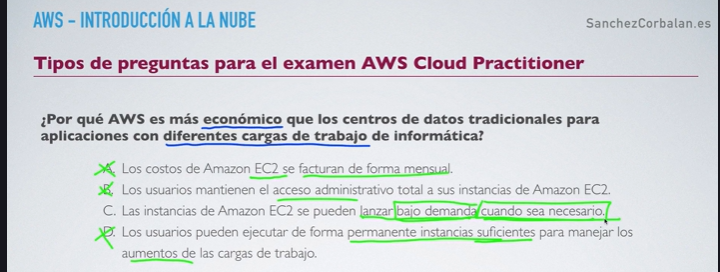 AWS - INTRODUCCIÓN A LA NUBE
SanchezCorbalan.es
Tipos de preguntas para el examen AWS Cloud Practitioner
¿Por qué AWS es más económico que los centros de datos tradicionales para
aplicaciones con diferentes cargas de trabajo de informática?
A. Los costos de Amazon EC2 se facturan de forma mensual.
B. Los usuarios mantienen el acceso administrativo total a sus instancias de Amazon EC2.
C. Las instancias de Amazon EC2 se pueden lanzar bajo demanda cuando sea necesario.
D. Los usuarios pueden ejecutar de forma permanente instancias suficientes para manejar los
aumentos de las cargas de trabajo.